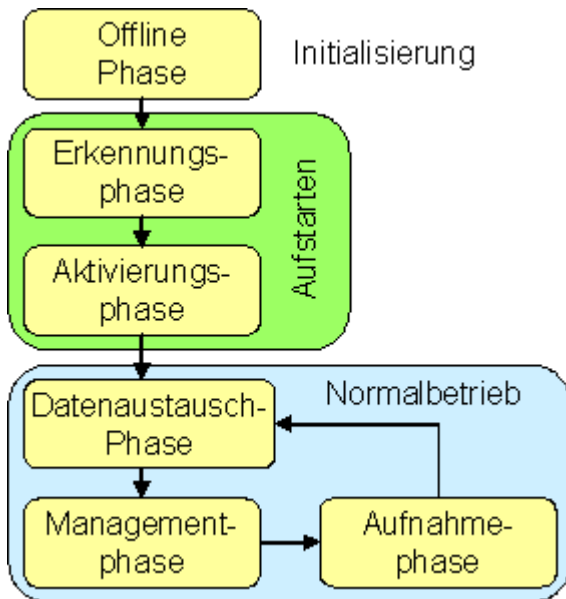 Offline
Phase
Initialisierung
Erkennungs-
phase
Aktivierungs-
phase
Aufstarten
Normalbetrieb
Datenaustausch-
Phase
Management-
phase
Aufnahme-
phase